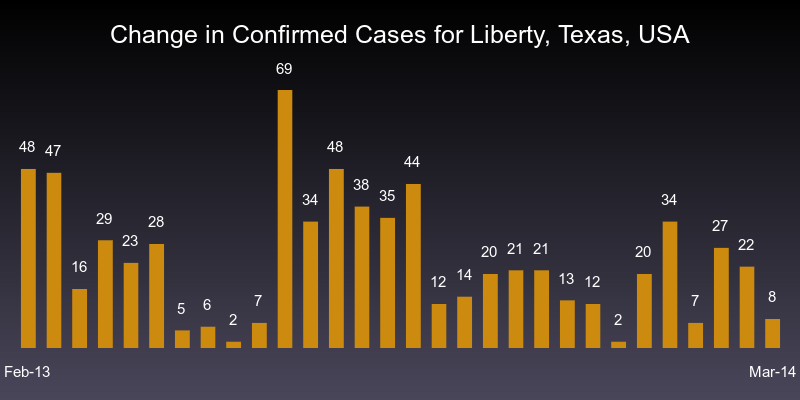 Change in Confirmed Cases for Liberty, Texas, USA
48 47 16 29 23 28 5 6 2 7 69 34 48 38 35 44 12 14 20 21 21 13 12 2 20 34 7 27 22 8
Feb-13 Mar-14